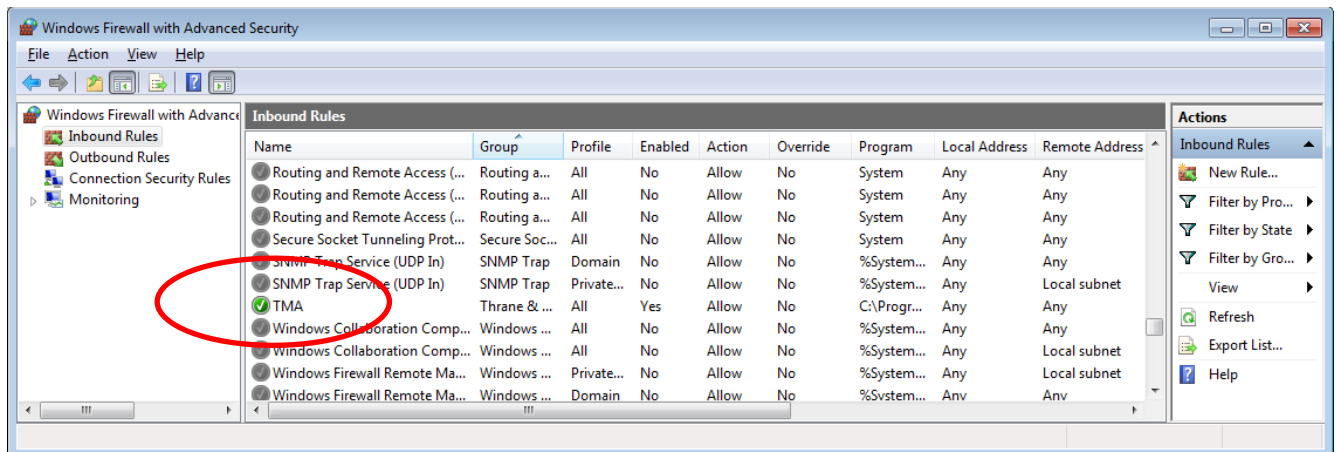 Windows Firewall with Advanced Security
File Action View Help
Windows Firewall with Advance
Inbound Rules
Outbound Rules
Connection Security Rules
Monitoring
Inbound Rules
Name Group Profile Enabled Action Override Program Local Address Remote Address
Routing and Remote Access (... Routing a... All No Allow No System Any Any
Routing and Remote Access (... Routing a... All No Allow No System Any Any
Routing and Remote Access (... Routing a... All No Allow No System Any Any
Secure Socket Tunneling Prot... Secure Soc... All No Allow No System Any Any
SNMP Trap Service (UDP In) SNMP Trap Domain No Allow No %System... Any Any
SNMP Trap Service (UDP In) SNMP Trap Private... No Allow No %System... Any Local subnet
TMA Thrane & ... All Yes Allow No C:\Progr... Any Any
Windows Collaboration Comp... Windows ... All No Allow No %System... Any Any
Windows Collaboration Comp... Windows ... All No Allow No %System... Any Local subnet
Windows Firewall Remote Ma... Windows ... Private... No Allow No %System... Any Local subnet
Windows Firewall Remote Ma... Windows ... Domain No Allow No %System... Any Any
Actions
Inbound Rules
New Rule...
Filter by Pro...
Filter by State
Filter by Gro...
View
Refresh
Export List...
Help